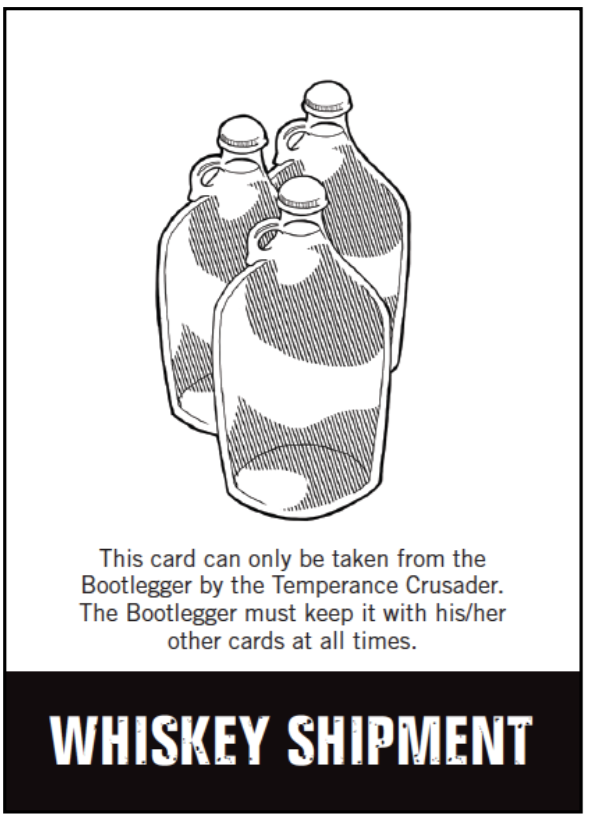 This card can only be taken from the
Bootlegger by the Temperance Crusader.
The Bootlegger must keep it with his/her
other cards at all times.
WHISKEY SHIPMENT